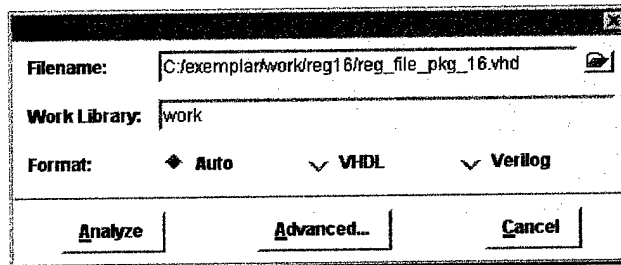 Filename: C:/exemplar/work/reg16/reg_file_pkg_16.vhd
Work Library: work
Format: Auto VHDL Verilog
Analyze Advanced... Cancel